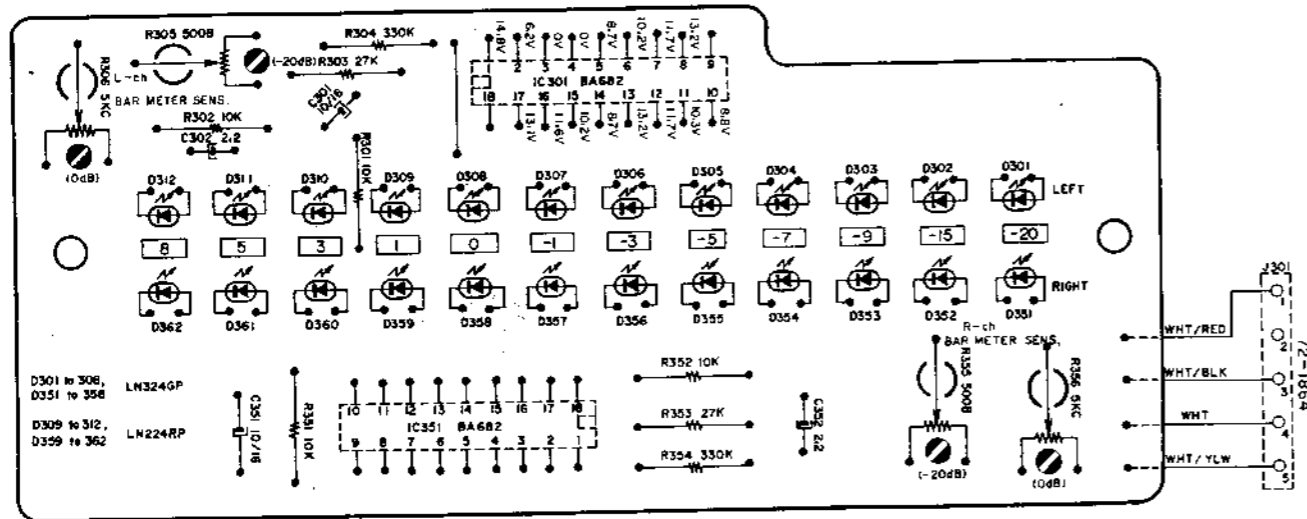 R305 500B
R304 330K
14.8V 6.2V 0V 0V 8.7V 10.2V 11.7V 13.2V
(-20dB) R303 27K
R306 5KC
L-ch
BAR METER SENS.
C301 10/16
1 2 3 4 5 6 7 8 9
IC301 BA682
18 17 16 15 14 13 12 11 10
13.1V 11.6V 10.2V 8.7V 13.2V 11.7V 10.3V 8.8V
R302 10K
C302 2.2
R301 10K
(0dB)
D312 D311 D310 D309 D308 D307 D306 D305 D304 D303 D302 D301
LEFT
8 5 3 1 0 -1 -3 -5 -7 -9 -15 -20
RIGHT
D362 D361 D360 D359 D358 D357 D356 D355 D354 D353 D352 D351
J301
1
WHT/RED
2
WHT/BLK
3
WHT
4
WHT/YLW
5
72-1864
R-ch
BAR METER SENS.
R355 500B
R356 5KC
(-20dB)
(0dB)
R352 10K
R353 27K
R354 330K
C352 2.2
D301 to 308,
D351 to 358
LN324GP
D309 to 312,
D359 to 362
LN224RP
C351 10/16
R351 10K
10 11 12 13 14 15 16 17 18
IC351 BA682
9 8 7 6 5 4 3 2 1